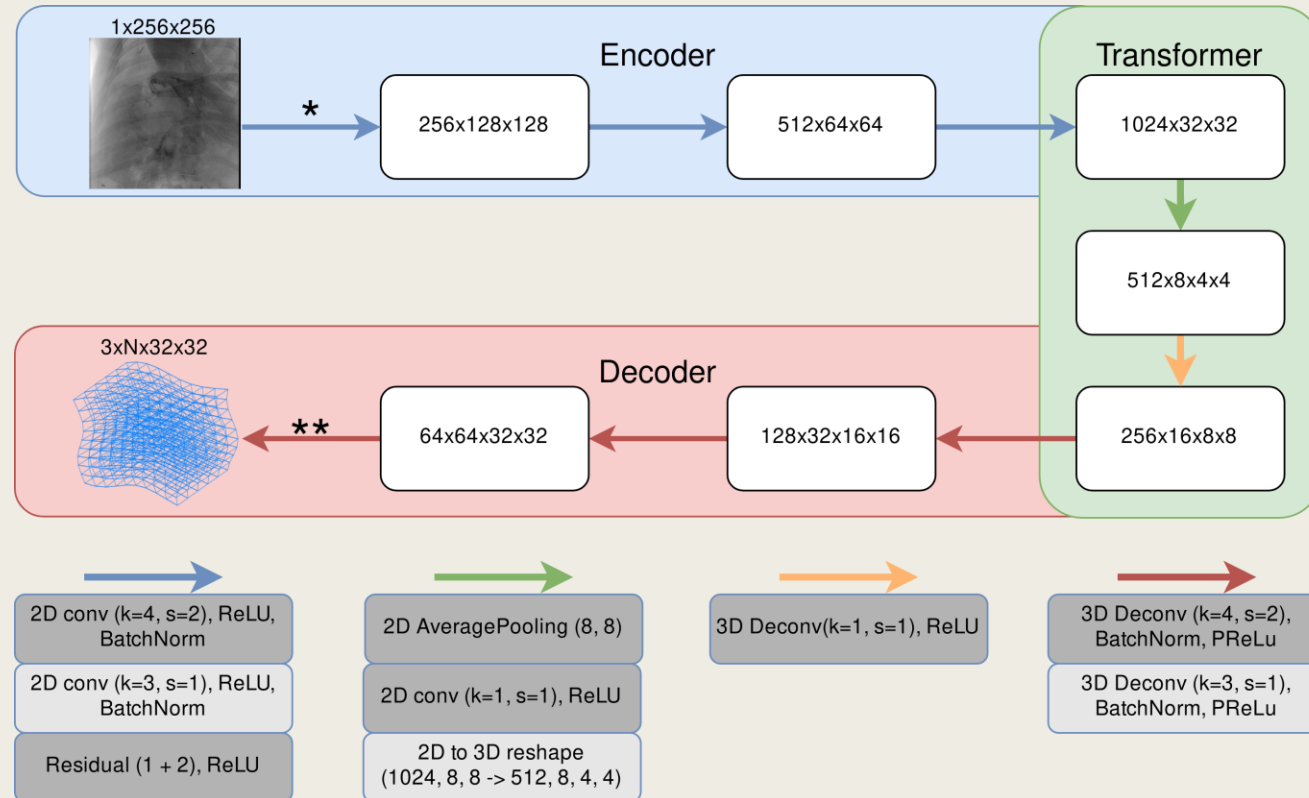 1x256x256
Encoder
Transformer
*
256x128x128
512x64x64
1024x32x32
512x8x4x4
3xNx32x32
Decoder
**
64x64x32x32
128x32x16x16
256x16x8x8
2D conv (k=4, s=2), ReLU,
BatchNorm
2D conv (k=3, s=1), ReLU,
BatchNorm
Residual (1 + 2), ReLU
2D AveragePooling (8, 8)
2D conv (k=1, s=1), ReLU
2D to 3D reshape
(1024, 8, 8 -> 512, 8, 4, 4)
3D Deconv(k=1, s=1), ReLU
3D Deconv (k=4, s=2),
BatchNorm, PReLu
3D Deconv (k=3, s=1),
BatchNorm, PReLu